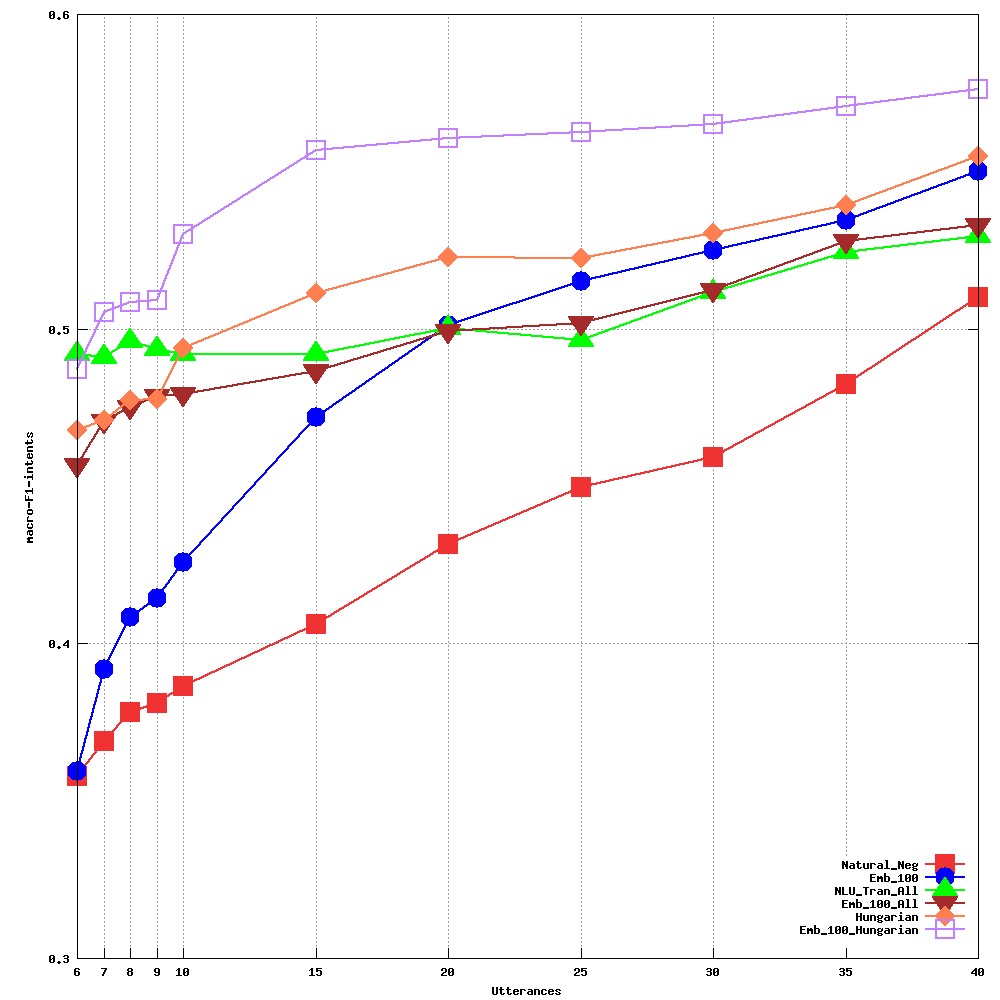 0.6
0.5
0.4
0.3
macro-F1-intents
6 7 8 9 10 15 20 25 30 35 40
Utterances
Natural_Neg
Emb_100
NLU_Tran_All
Emb_100_All
Hungarian
Emb_100_Hungarian